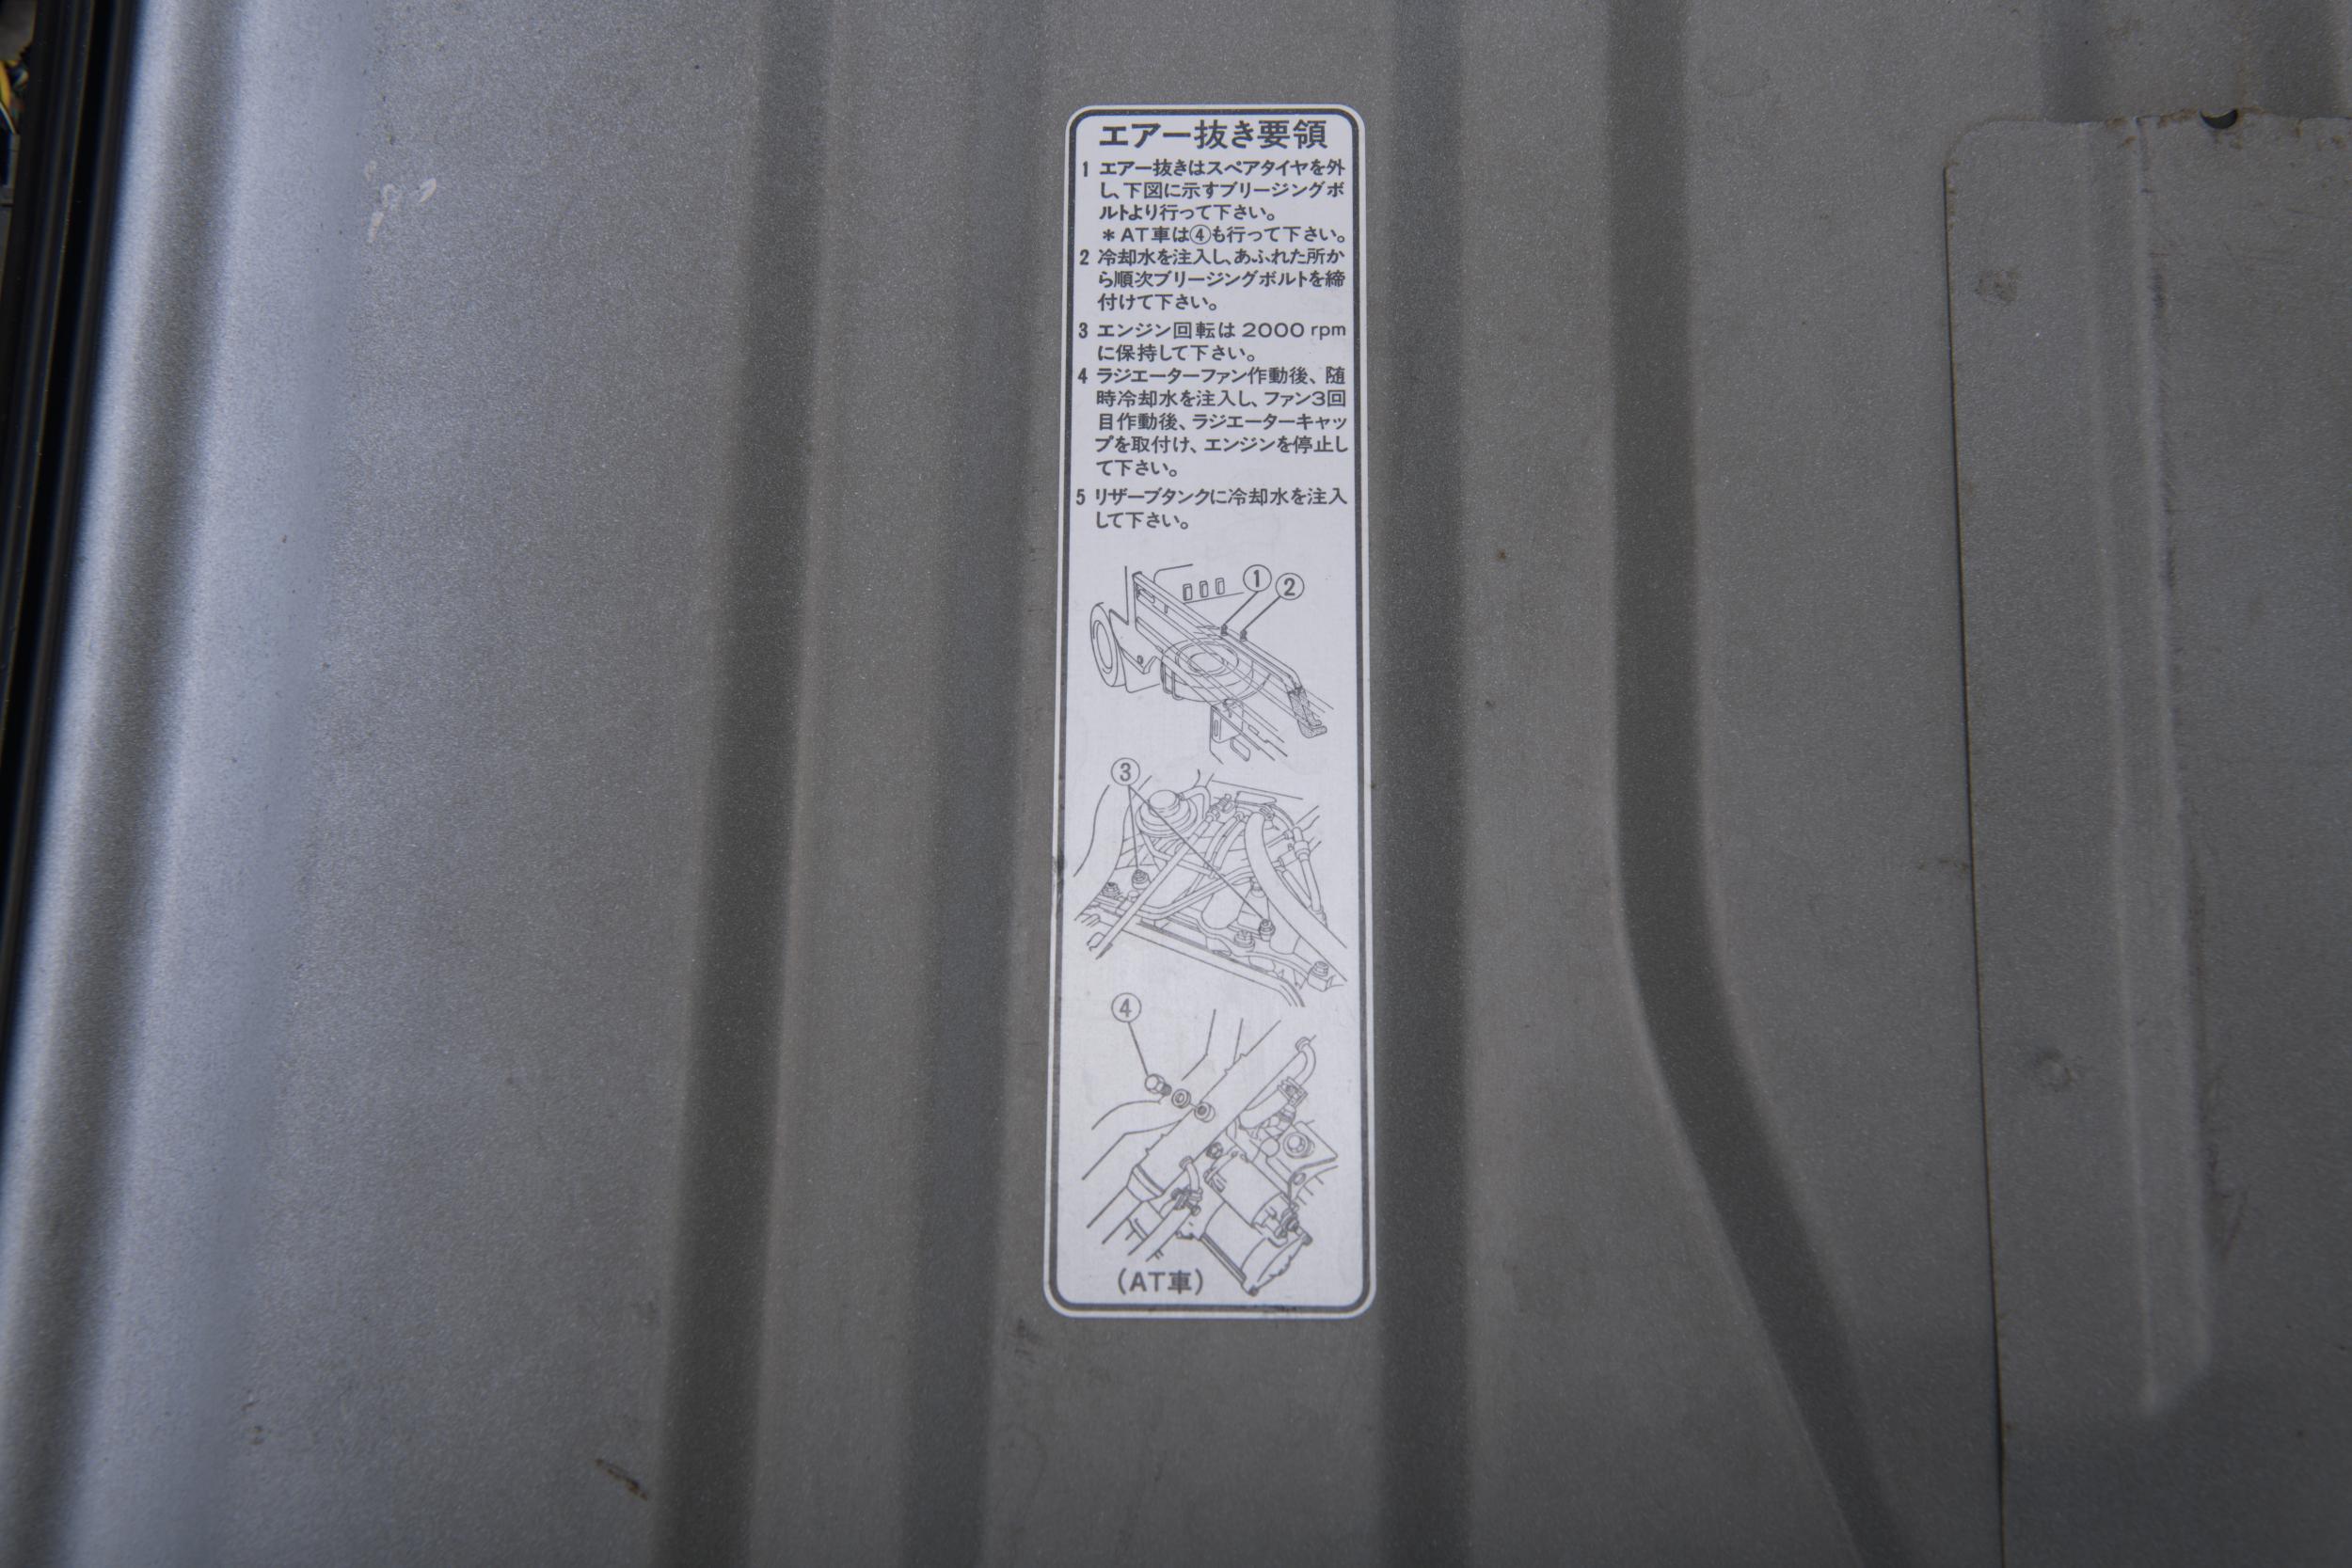 エアー抜き要領
1 エアー抜きはスペアタイヤを外
し、下図に示すブリージングボ
ルトより行って下さい。
＊AT車は④も行って下さい。
2 冷却水を注入し、あふれた所か
ら順次ブリージングボルトを締
付けて下さい。
3 エンジン回転は2000 rpm
に保持して下さい。
4 ラジエーターファン作動後、随
時冷却水を注入し、ファン3回
目作動後、ラジエーターキャッ
プを取付け、エンジンを停止し
て下さい。
5 リザーブタンクに冷却水を注入
して下さい。
① ②
③
④
(AT車)